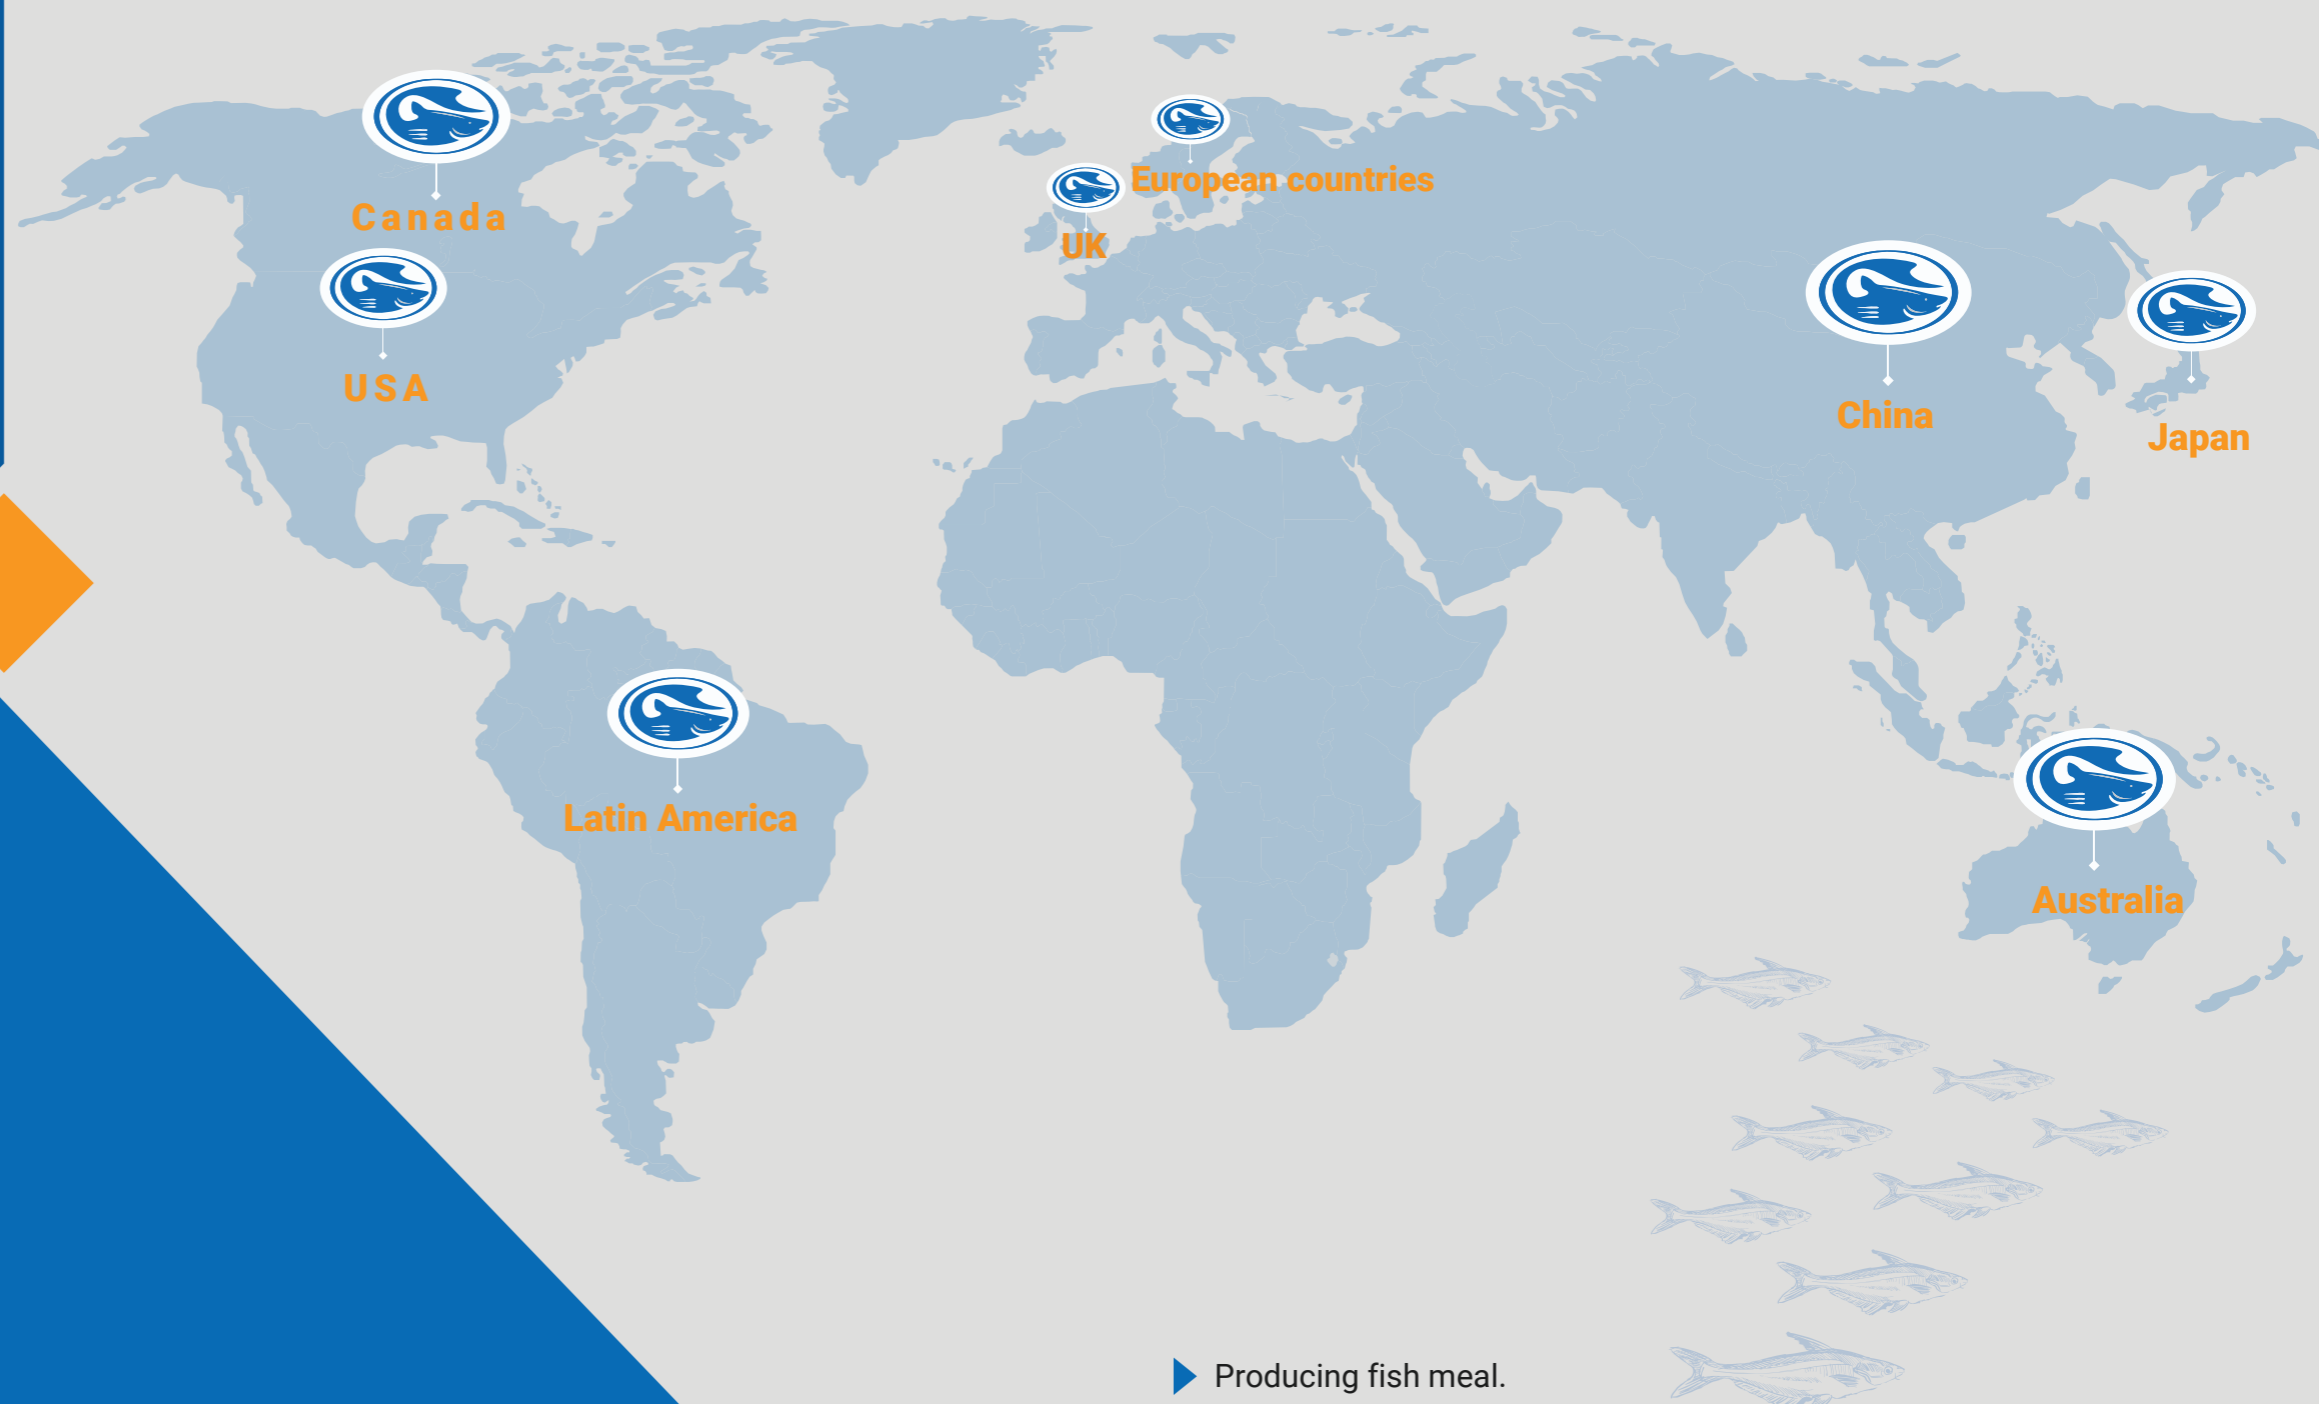 Canada
European countries
UK
USA
China
Japan
Latin America
Australia
Producing fish meal.